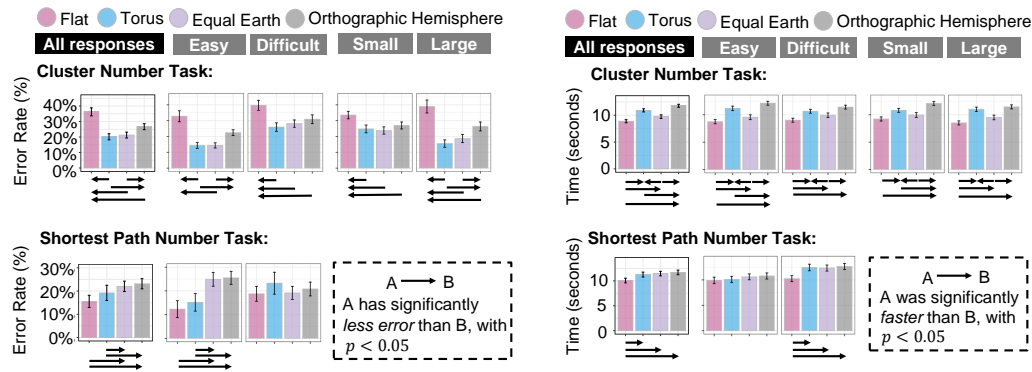 Flat Torus Equal Earth Orthographic Hemisphere
All responses Easy Difficult Small Large
Cluster Number Task:
Error Rate (%)
40%
30%
20%
10%
0%
Shortest Path Number Task:
Error Rate (%)
30%
20%
10%
0%
A B
A has significantly
less error than B, with
p < 0.05
Flat Torus Equal Earth Orthographic Hemisphere
All responses Easy Difficult Small Large
Cluster Number Task:
Time (seconds)
10
5
0
Shortest Path Number Task:
Time (seconds)
10
5
0
A B
A was significantly
faster than B, with
p < 0.05